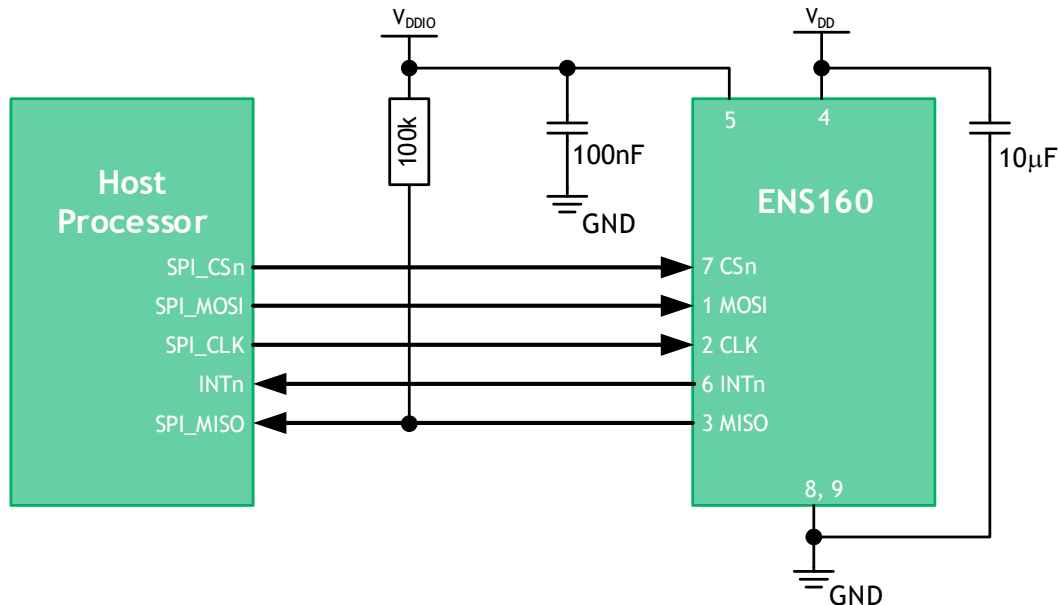 VDDIO
VDD
100k
100nF
GND
5
4
10μF
Host
Processor
ENS160
SPI_CSn
7 CSn
SPI_MOSI
1 MOSI
SPI_CLK
2 CLK
INTn
6 INTn
SPI_MISO
3 MISO
8, 9
GND